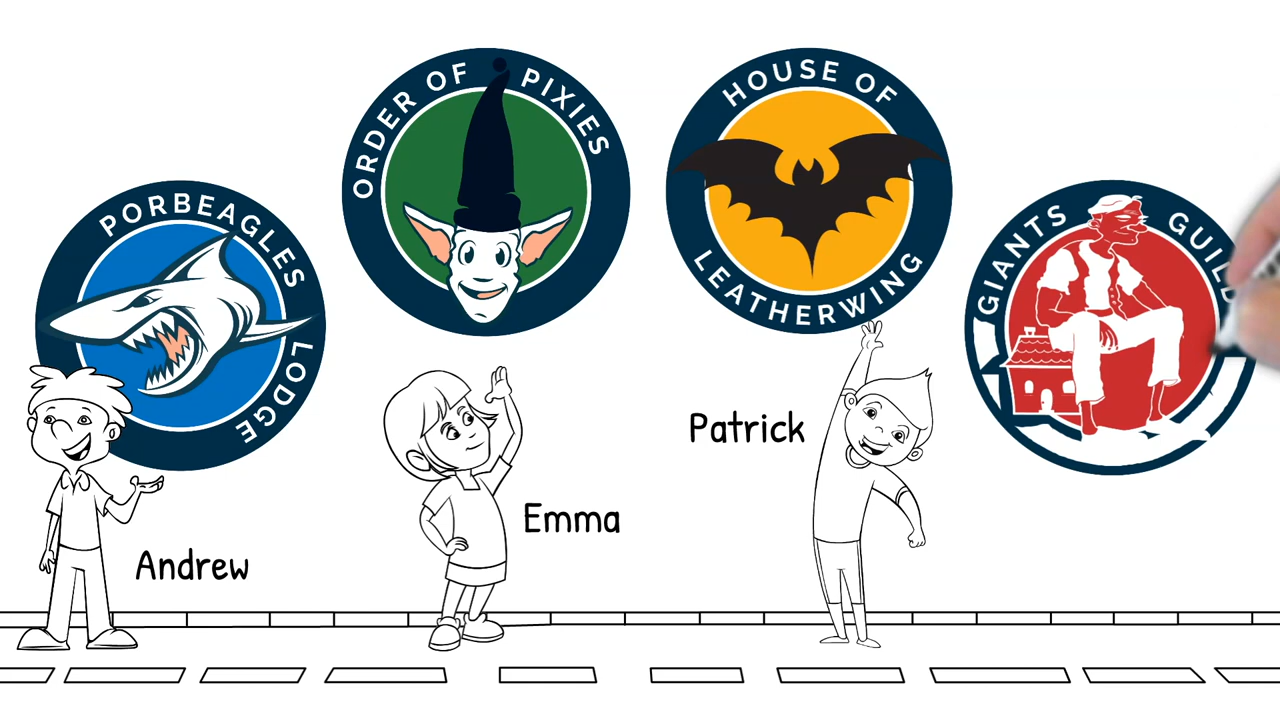 PORBEAGLES LODGE
ORDER OF PIXIES
HOUSE OF LEATHERWING
GIANTS GUILD
Andrew
Emma
Patrick